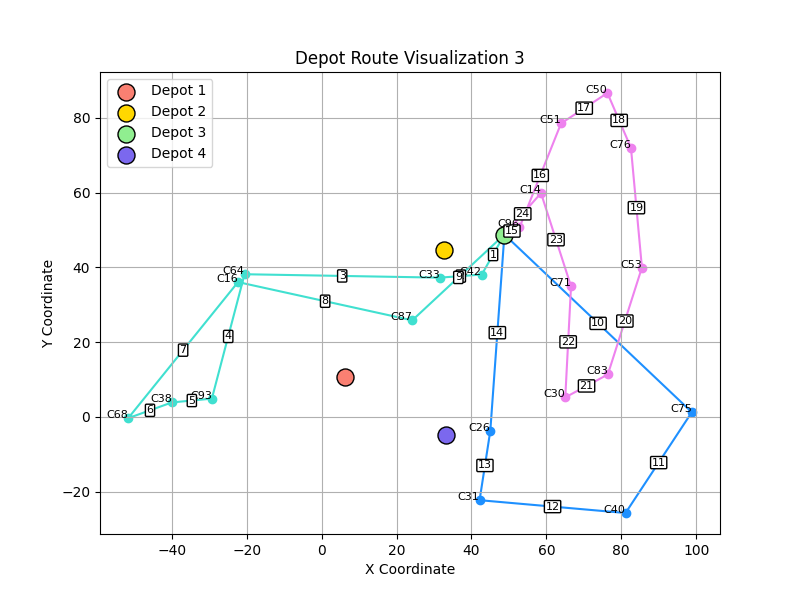 Depot Route Visualization 3
Depot 1
Depot 2
Depot 3
Depot 4
Y Coordinate
80
60
40
20
0
−20
−40
−20
0
20
40
60
80
100
X Coordinate
C50
17
C51
18
C76
16
C14
19
24
C96
15
23
1
C53
C64
C16
3
C33
9
C42
C71
8
C87
10
20
14
4
22
7
C83
21
C30
C93
C38
5
6
C68
C75
C26
13
11
C31
12
C40